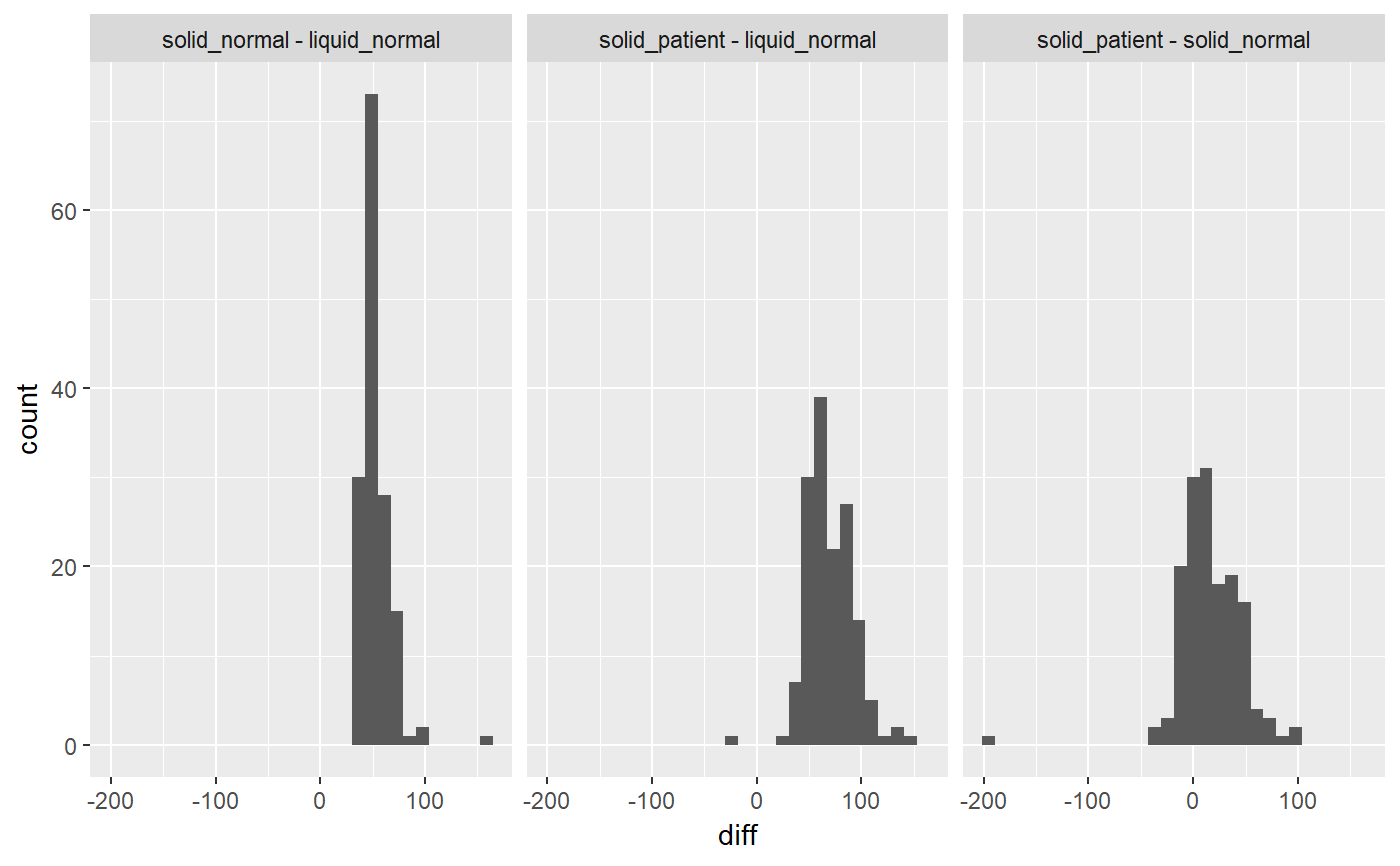 solid_normal - liquid_normal
solid_patient - liquid_normal
solid_patient - solid_normal
60
40
20
0
count
-200 -100 0 100
-200 -100 0 100
-200 -100 0 100
diff